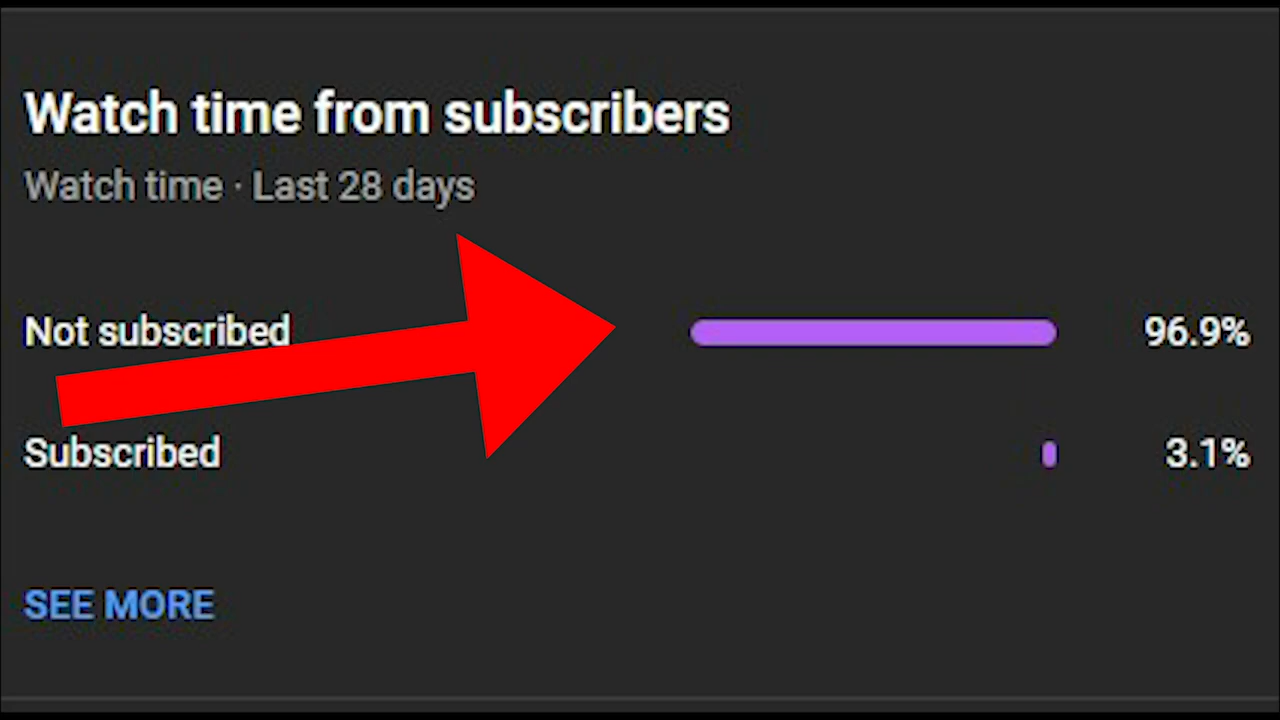 Watch time from subscribers
Watch time · Last 28 days
Not subscribed 96.9%
Subscribed 3.1%
SEE MORE